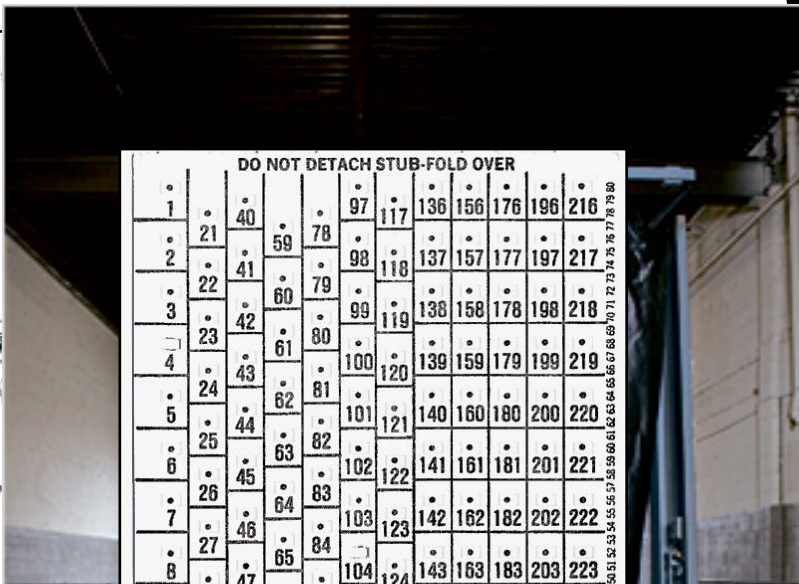 DO NOT DETACH STUB-FOLD OVER
1 21 40 59 78 97 117 136 156 176 196 216
2 22 41 60 79 98 118 137 157 177 197 217
3 23 42 61 80 99 119 138 158 178 198 218
4 24 43 62 81 100 120 139 159 179 199 219
5 25 44 63 82 101 121 140 160 180 200 220
6 26 45 64 83 102 122 141 161 181 201 221
7 27 46 65 84 103 123 142 162 182 202 222
8 47 104 124 143 163 183 203 223
50 51 52 53 54 55 56 57 58 59 60 61 62 63 64 65 66 67 68 69 70 71 72 73 74 75 76 77 78 79 80